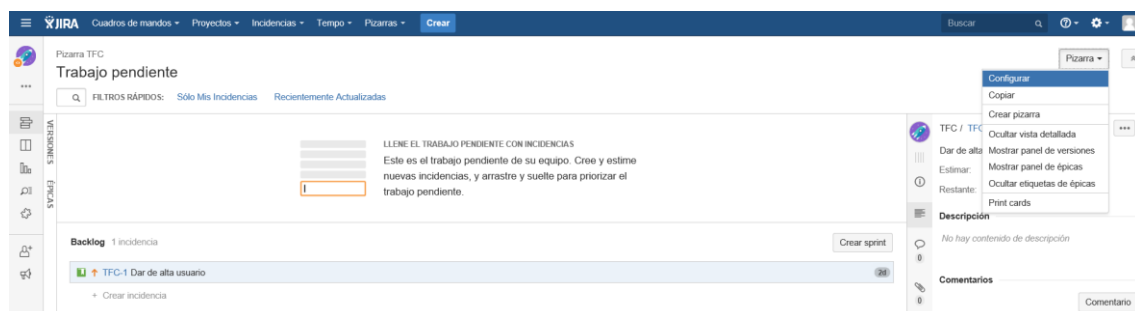 JIRA Cuadros de mandos Proyectos Incidencias Tempo Pizarras Crear Buscar
Pizarra TFC
Trabajo pendiente
Pizarra
FILTROS RÁPIDOS: Sólo Mis Incidencias Recientemente Actualizadas
Configurar
Copiar
Crear pizarra
Ocultar vista detallada
Mostrar panel de versiones
Mostrar panel de épicas
Ocultar etiquetas de épicas
Print cards
VERSIONES
ÉPICAS
LLENE EL TRABAJO PENDIENTE CON INCIDENCIAS
Este es el trabajo pendiente de su equipo. Cree y estime
nuevas incidencias, y arrastre y suelte para priorizar el
trabajo pendiente.
Backlog 1 incidencia Crear sprint
TFC-1 Dar de alta usuario 2d
+ Crear incidencia
TFC / TFC
Dar de alta
Estimar:
Restante:
Descripción
No hay contenido de descripción
0
Comentarios
0
Comentario